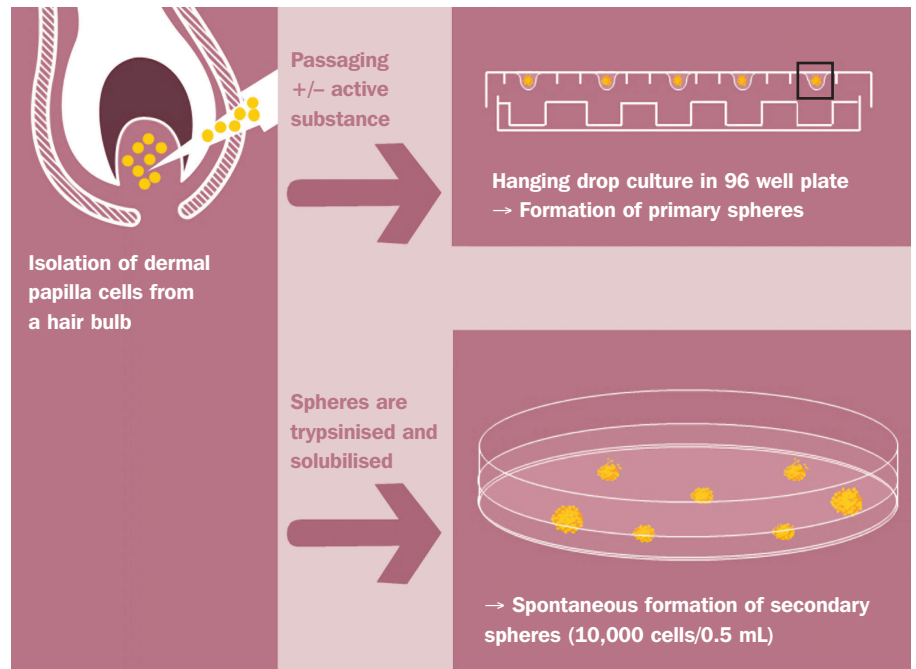 Passaging
+/– active
substance
Hanging drop culture in 96 well plate
→ Formation of primary spheres
Isolation of dermal
papilla cells from
a hair bulb
Spheres are
trypsinised and
solubilised
→ Spontaneous formation of secondary
spheres (10,000 cells/0.5 mL)